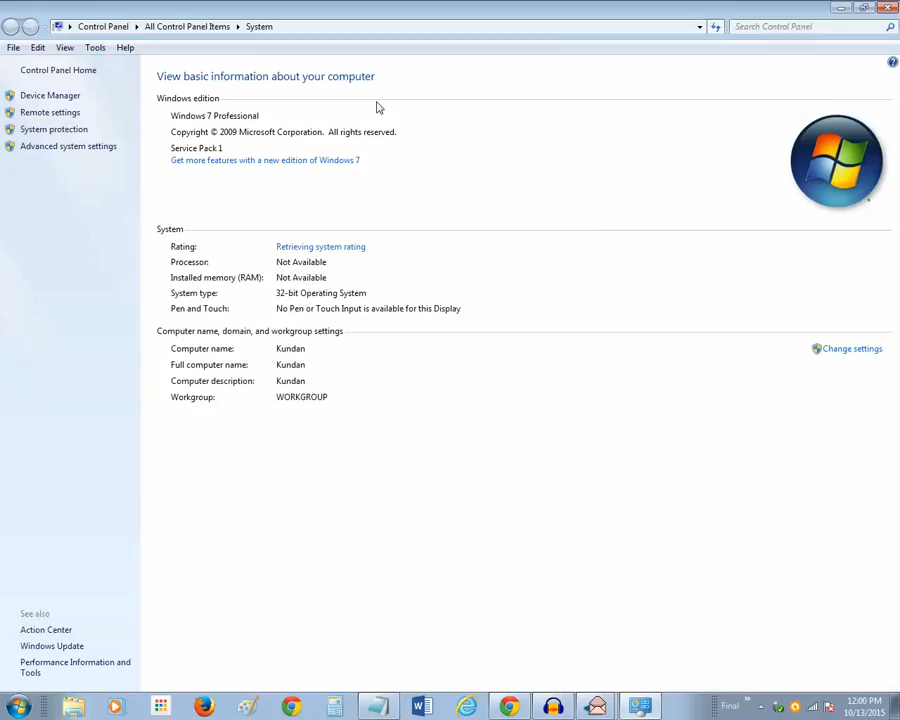 Control Panel ▸ All Control Panel Items ▸ System
Search Control Panel
File Edit View Tools Help
Control Panel Home
Device Manager
Remote settings
System protection
Advanced system settings
View basic information about your computer
Windows edition
Windows 7 Professional
Copyright © 2009 Microsoft Corporation. All rights reserved.
Service Pack 1
Get more features with a new edition of Windows 7
System
Rating: Retrieving system rating
Processor: Not Available
Installed memory (RAM): Not Available
System type: 32-bit Operating System
Pen and Touch: No Pen or Touch Input is available for this Display
Computer name, domain, and workgroup settings
Computer name: Kundan
Change settings
Full computer name: Kundan
Computer description: Kundan
Workgroup: WORKGROUP
See also
Action Center
Windows Update
Performance Information and
Tools
Final
12:00 PM
10/13/2015